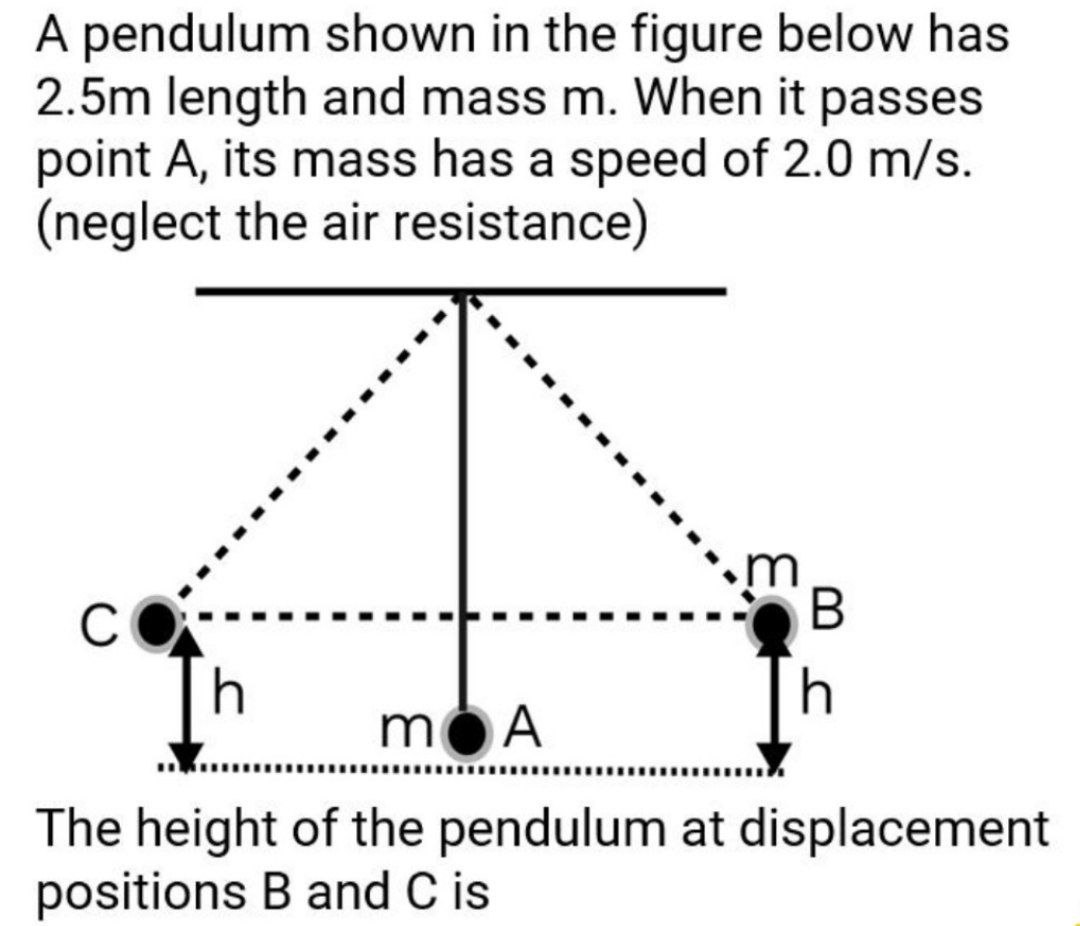 A pendulum shown in the figure below has
2.5m length and mass m. When it passes
point A, its mass has a speed of 2.0 m/s.
(neglect the air resistance)
m
C B
h h
m A
The height of the pendulum at displacement
positions B and C is